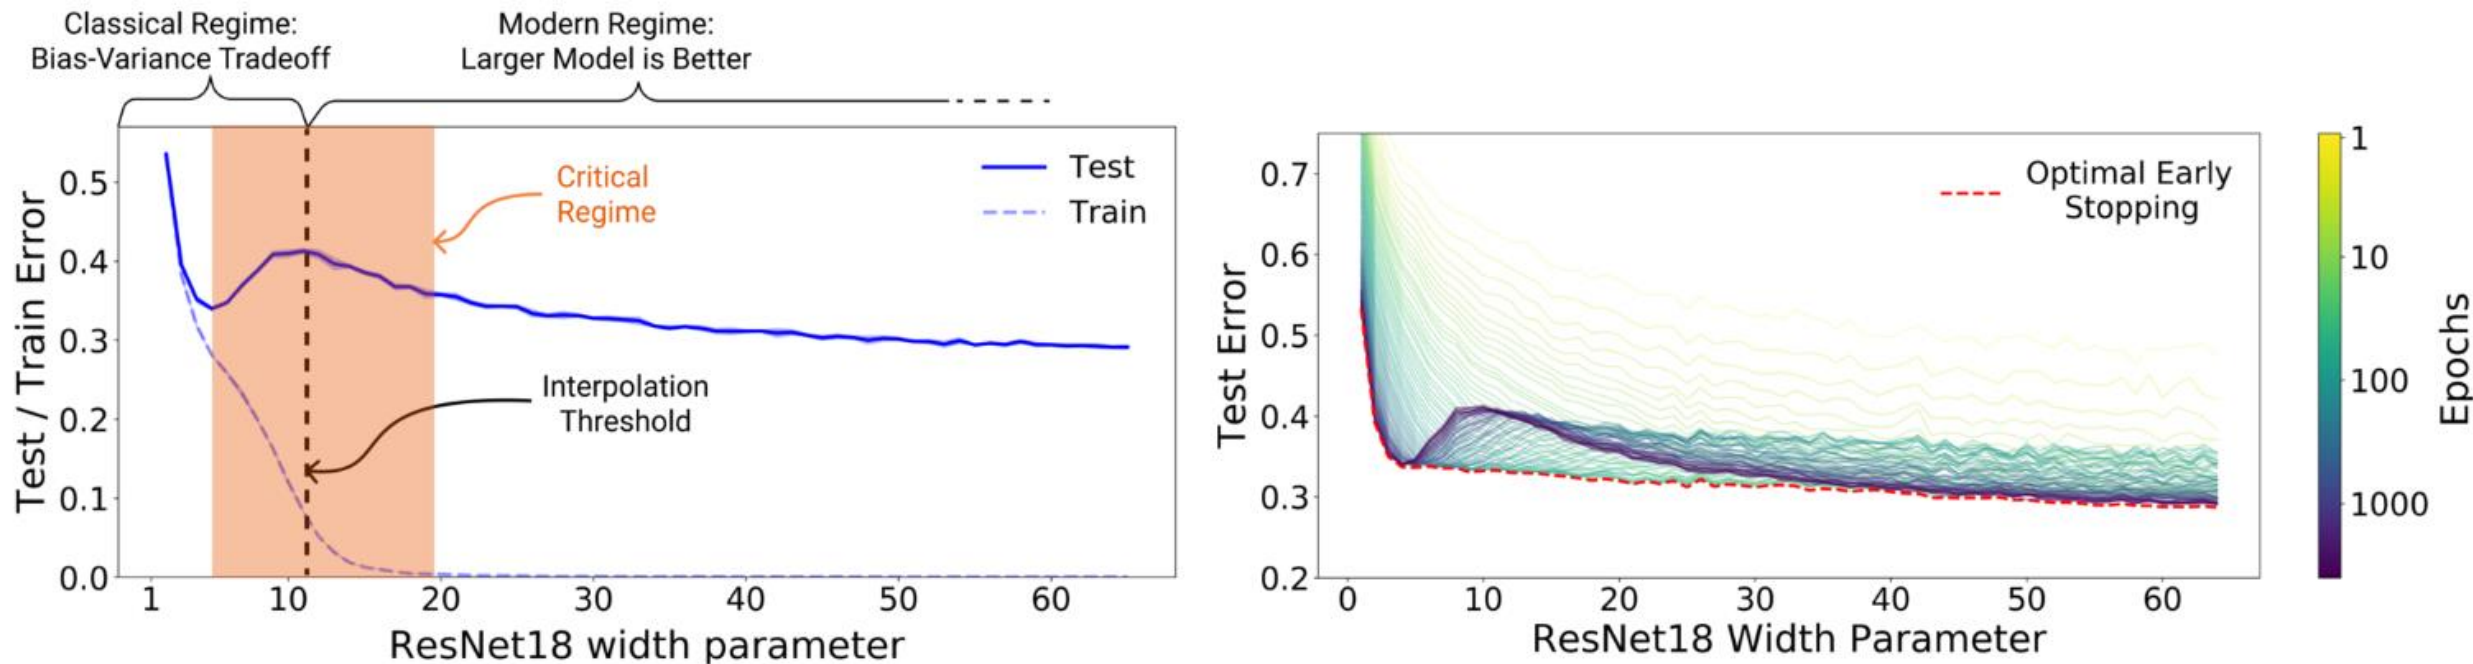 Classical Regime:
Bias-Variance Tradeoff
Modern Regime:
Larger Model is Better
Critical
Regime
Test
Train
Interpolation
Threshold
Test / Train Error
0.5
0.4
0.3
0.2
0.1
0.0
1 10 20 30 40 50 60
ResNet18 width parameter
Optimal Early
Stopping
Test Error
0.7
0.6
0.5
0.4
0.3
0.2
0 10 20 30 40 50 60
ResNet18 Width Parameter
1
10
100
1000
Epochs